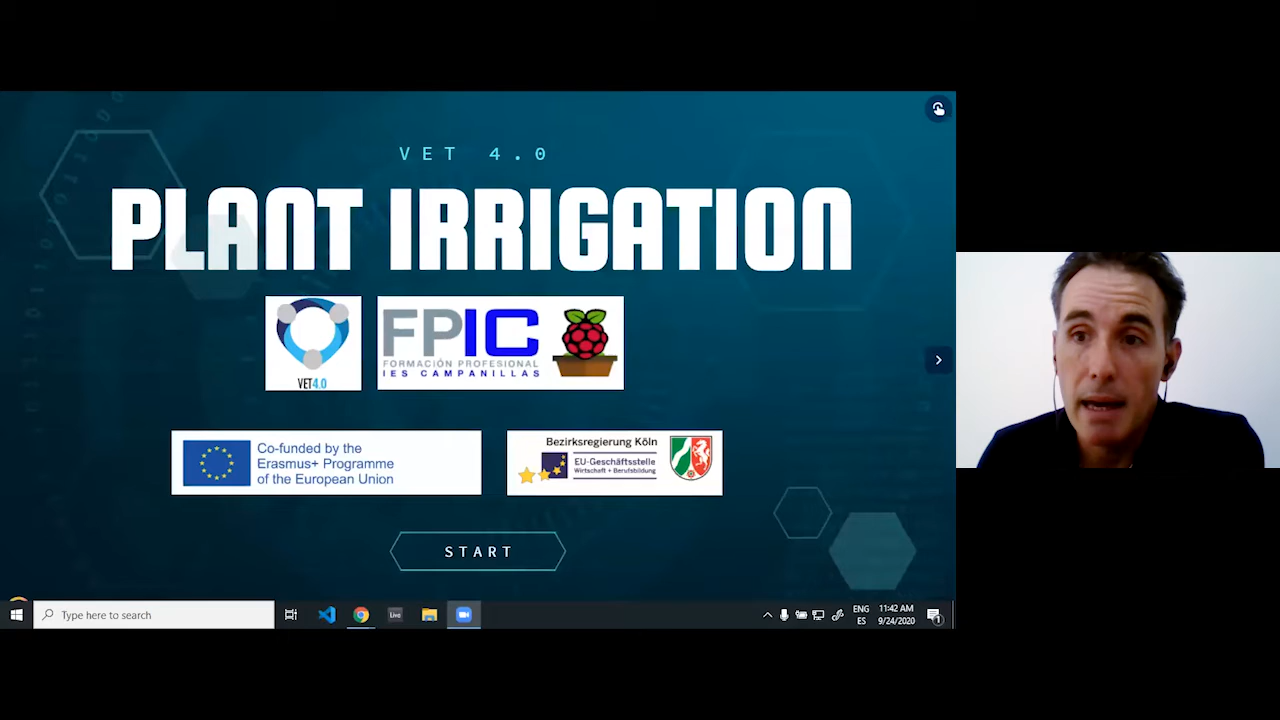 VET 4.0
PLANT IRRIGATION
VET4.0
FPIC
FORMACIÓN PROFESIONAL
IES CAMPANILLAS
Co-funded by the
Erasmus+ Programme
of the European Union
Bezirksregierung Köln
EU-Geschäftsstelle
Wirtschaft + Berufsbildung
START
Type here to search
Live
ENG
ES
11:42 AM
9/24/2020
1